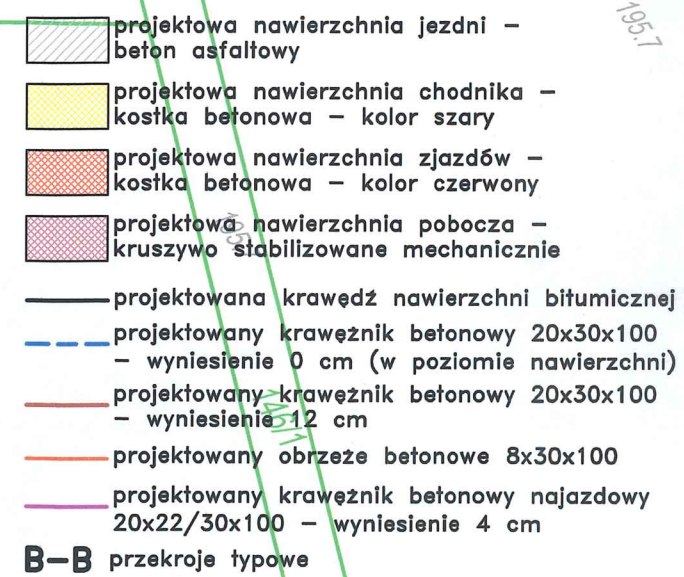 projektowa nawierzchnia jezdni –
beton asfaltowy
projektowa nawierzchnia chodnika –
kostka betonowa – kolor szary
projektowa nawierzchnia zjazdów –
kostka betonowa – kolor czerwony
projektowa nawierzchnia pobocza –
kruszywo stabilizowane mechanicznie
projektowana krawędź nawierzchni bitumicznej
projektowany krawężnik betonowy 20x30x100
– wyniesienie 0 cm (w poziomie nawierzchni)
projektowany krawężnik betonowy 20x30x100
– wyniesienie 12 cm
projektowany obrzeże betonowe 8x30x100
projektowany krawężnik betonowy najazdowy
20x22/30x100 – wyniesienie 4 cm
B–B przekroje typowe
195.7
146/1